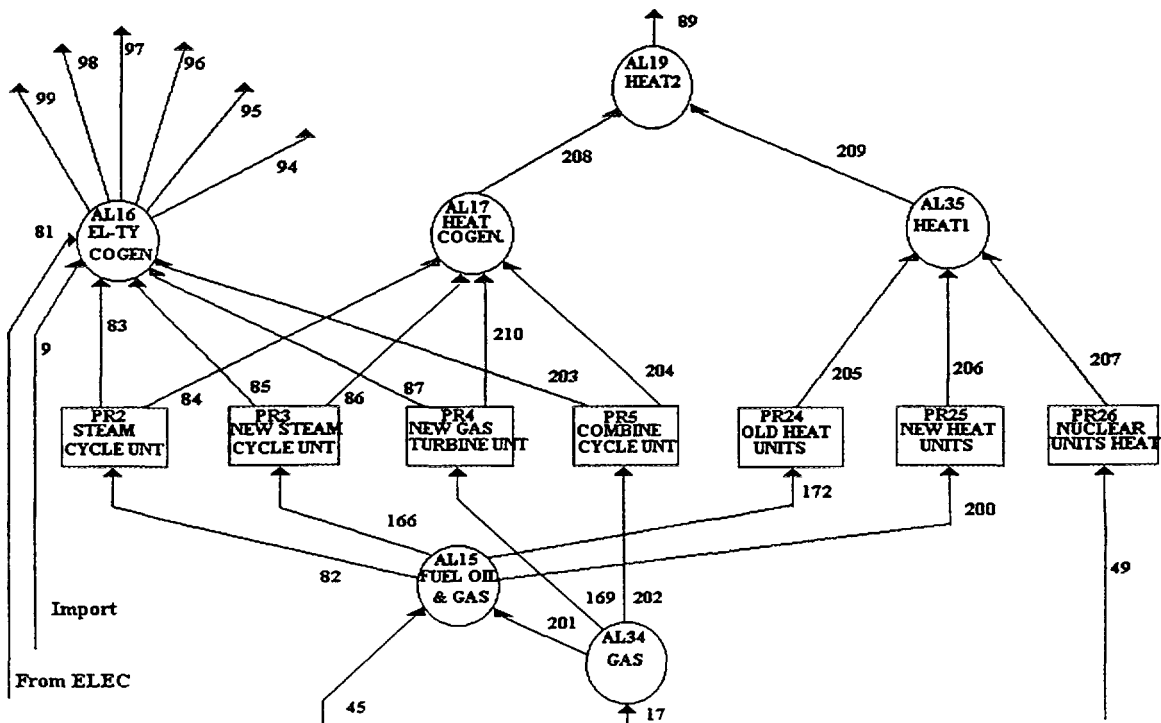 89
97
98
96
99
95
94
AL19
HEAT2
208
209
AL16
EL-TY
COGEN
AL17
HEAT
COGEN.
AL35
HEAT1
81
83
9
210
84
85
86
87
203
204
205
206
207
PR2
STEAM
CYCLE UNT
PR3
NEW STEAM
CYCLE UNT
PR4
NEW GAS
TURBINE UNT
PR5
COMBINE
CYCLE UNT
PR24
OLD HEAT
UNITS
PR25
NEW HEAT
UNITS
PR26
NUCLEAR
UNITS HEAT
172
166
200
82
AL15
FUEL OIL
& GAS
49
169
202
201
Import
AL34
GAS
From ELEC
45
17